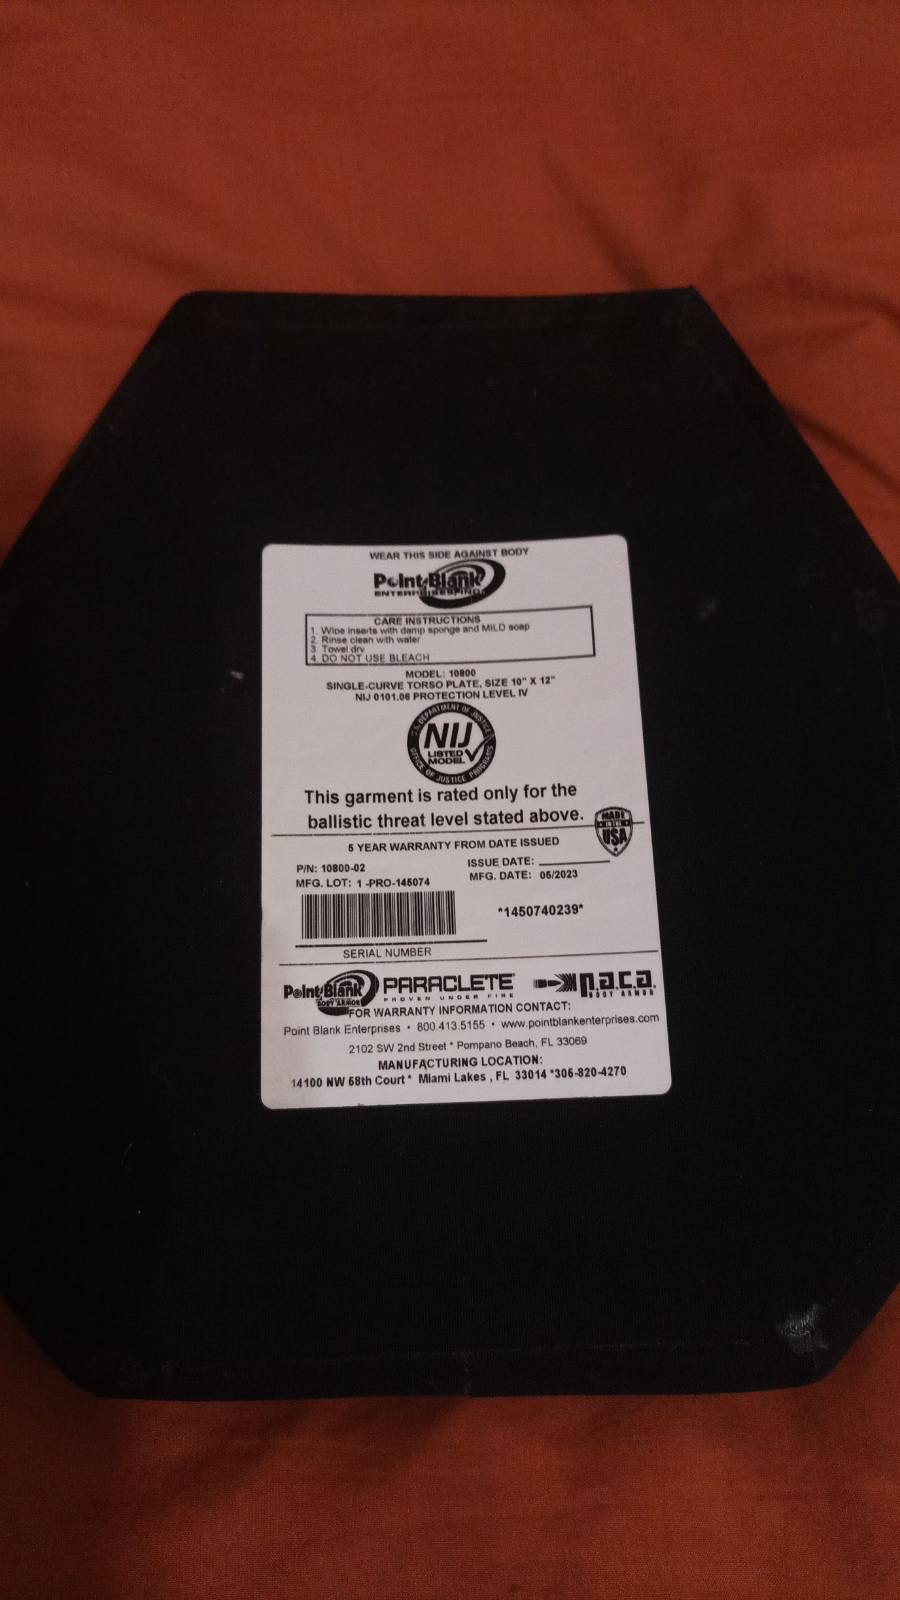 WEAR THIS SIDE AGAINST BODY
Point Blank
ENTERPRISES, INC.
CARE INSTRUCTIONS
1. Wipe inserts with damp sponge and MILD soap
2. Rinse clean with water
3. Towel dry
4. DO NOT USE BLEACH
MODEL: 10800
SINGLE-CURVE TORSO PLATE, SIZE 10" X 12"
NIJ 0101.06 PROTECTION LEVEL IV
U.S. DEPARTMENT OF JUSTICE
NIJ
LISTED
MODEL
OFFICE OF JUSTICE PROGRAMS
This garment is rated only for the
ballistic threat level stated above.
MADE
IN THE
USA
5 YEAR WARRANTY FROM DATE ISSUED
P/N: 10800-02
ISSUE DATE:
MFG. LOT: 1 -PRO-145074
MFG. DATE: 05/2023
*1450740239*
SERIAL NUMBER
Point Blank
BODY ARMOR
PARACLETE
PROVEN UNDER FIRE
p.a.c.a.
BODY ARMOR
FOR WARRANTY INFORMATION CONTACT:
Point Blank Enterprises • 800.413.5155 • www.pointblankenterprises.com
2102 SW 2nd Street * Pompano Beach, FL 33069
MANUFACTURING LOCATION:
14100 NW 58th Court * Miami Lakes , FL 33014 *305-820-4270